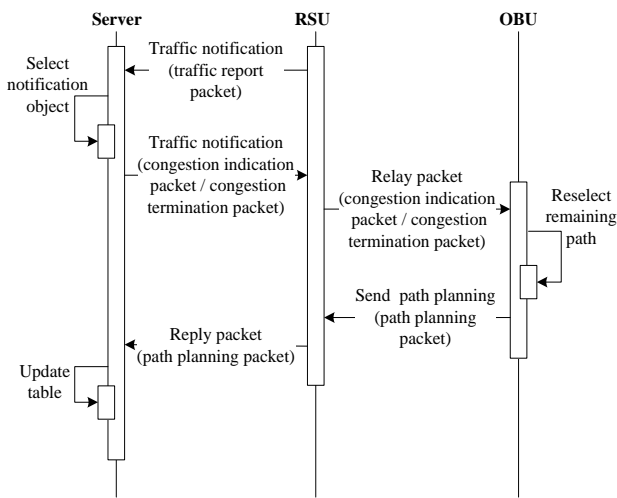 Server
RSU
OBU
Traffic notification
(traffic report
packet)
Select
notification
object
Traffic notification
(congestion indication
packet / congestion
termination packet)
Relay packet
(congestion indication
packet / congestion
termination packet)
Reselect
remaining
path
Send path planning
(path planning
packet)
Reply packet
(path planning packet)
Update
table